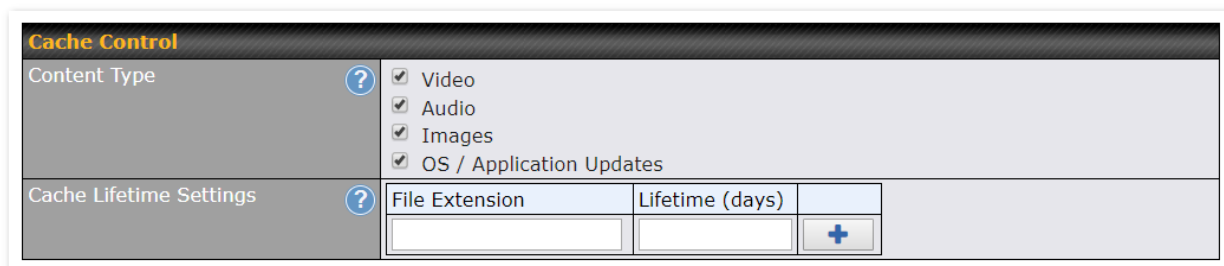 Cache Control
Content Type ?
Video
Audio
Images
OS / Application Updates
Cache Lifetime Settings ?
File Extension Lifetime (days)